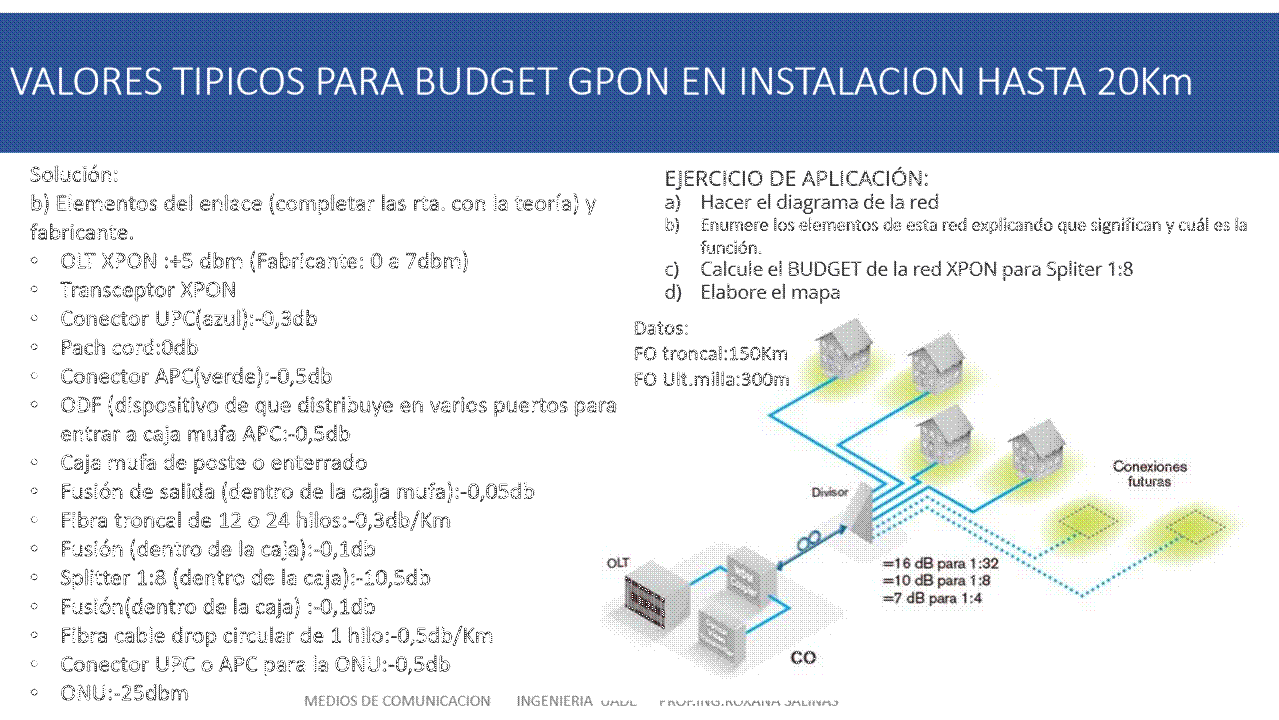 VALORES TIPICOS PARA BUDGET GPON EN INSTALACION HASTA 20Km
Solución:
b) Elementos del enlace (completar las rta. con la teoría) y
fabricante.
◦ OLT XPON :+5 dbm (Fabricante: 0 a 7dbm)
◦ Transceptor XPON
◦ Conector UPC(azul):-0,3db
◦ Pach cord:0db
◦ Conector APC(verde):-0,5db
◦ ODF (dispositivo de que distribuye en varios puertos para
entrar a caja mufa APC:-0,5db
◦ Caja mufa de poste o enterrado
◦ Fusión de salida (dentro de la caja mufa):-0,05db
◦ Fibra troncal de 12 o 24 hilos:-0,3db/Km
◦ Fusión (dentro de la caja):-0,1db
◦ Splitter 1:8 (dentro de la caja):-10,5db
◦ Fusión(dentro de la caja) :-0,1db
◦ Fibra cable drop circular de 1 hilo:-0,5db/Km
◦ Conector UPC o APC para la ONU:-0,5db
◦ ONU:-25dbm
EJERCICIO DE APLICACIÓN:
a) Hacer el diagrama de la red
b) Enumere los elementos de esta red explicando que significan y cuál es la
función.
c) Calcule el BUDGET de la red XPON para Spliter 1:8
d) Elabore el mapa
Datos:
FO troncal:150Km
FO Ult.milla:300m
Conexiones
futuras
Divisor
OLT
=16 dB para 1:32
=10 dB para 1:8
=7 dB para 1:4
CO
MEDIOS DE COMUNICACION INGENIERIA UADE PROF.ING.ROXANA SALINAS